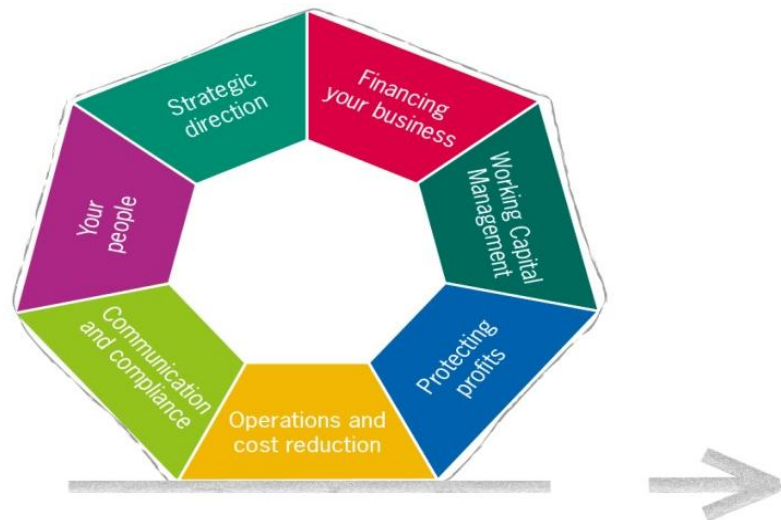 Strategic
direction
Financing
your business
Working Capital
Management
Protecting
profits
Operations and
cost reduction
Communication
and compliance
Your
people